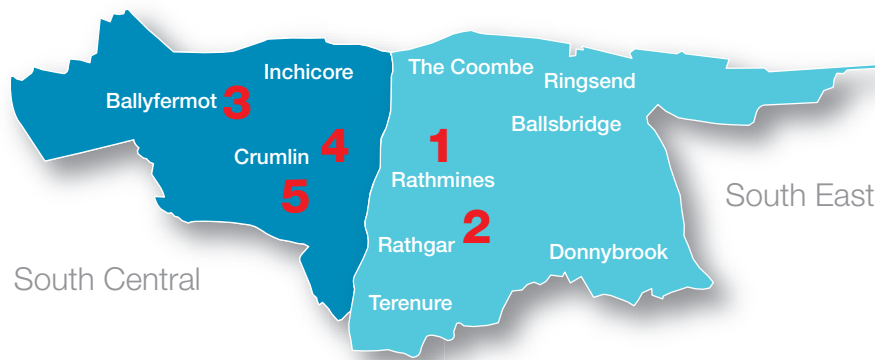 Inchicore
The Coombe
Ringsend
Ballyfermot 3
Ballsbridge
Crumlin 4
1
Rathmines
5
South East
Rathgar 2
Donnybrook
South Central
Terenure